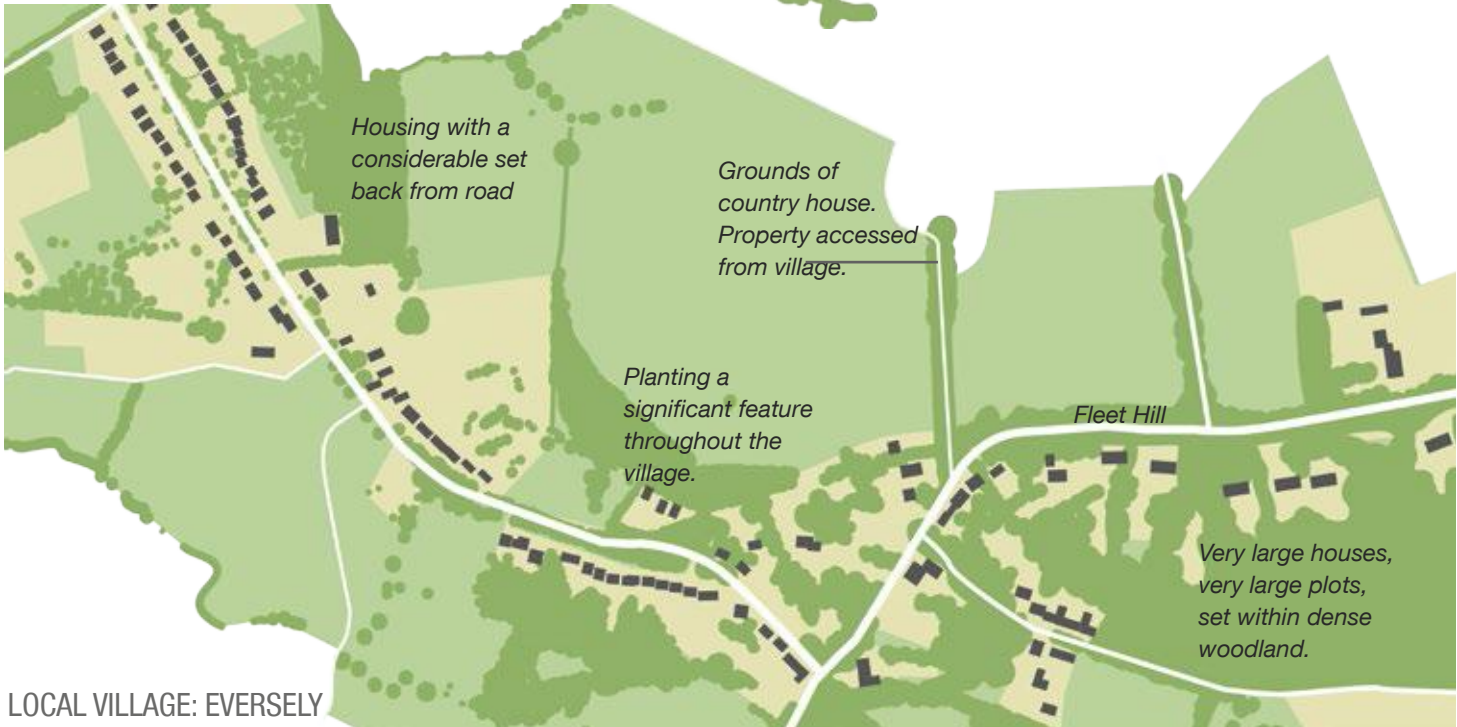 Housing with a
considerable set
back from road
Grounds of
country house.
Property accessed
from village.
Planting a
significant feature
throughout the
village.
Fleet Hill
Very large houses,
very large plots,
set within dense
woodland.
LOCAL VILLAGE: EVERSELY